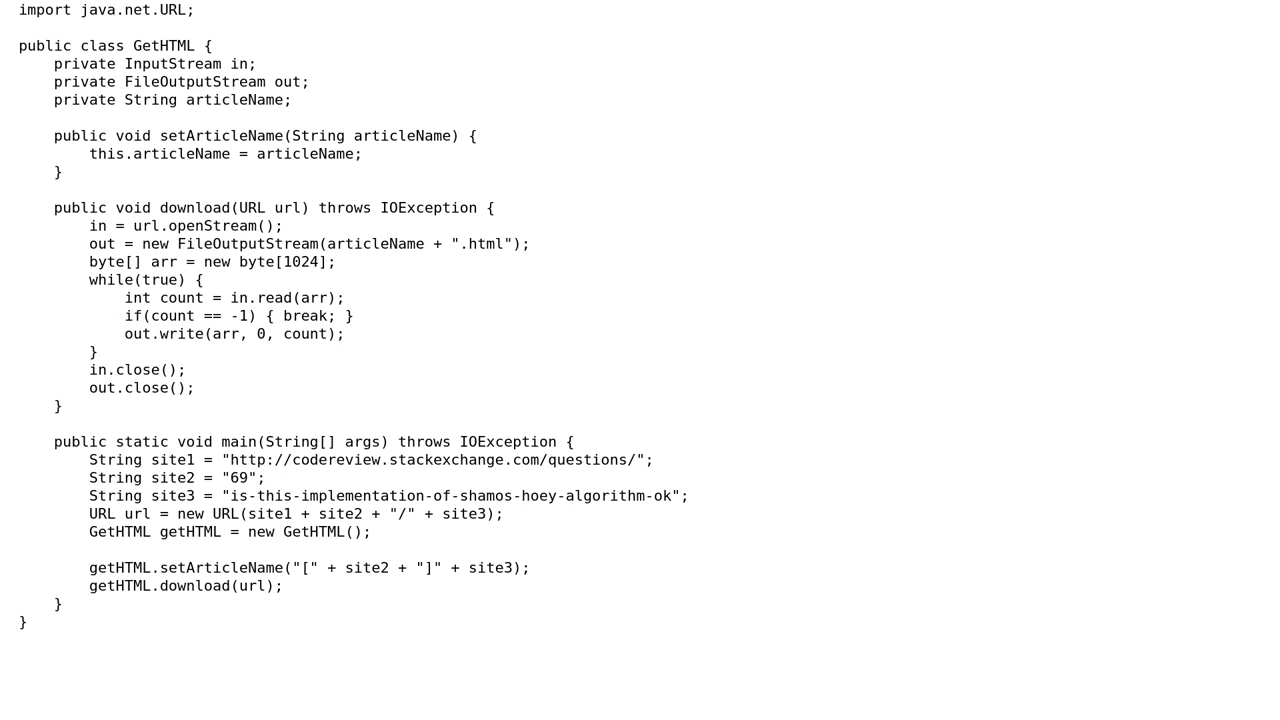 import java.net.URL;

public class GetHTML {
    private InputStream in;
    private FileOutputStream out;
    private String articleName;

    public void setArticleName(String articleName) {
        this.articleName = articleName;
    }

    public void download(URL url) throws IOException {
        in = url.openStream();
        out = new FileOutputStream(articleName + ".html");
        byte[] arr = new byte[1024];
        while(true) {
            int count = in.read(arr);
            if(count == -1) { break; }
            out.write(arr, 0, count);
        }
        in.close();
        out.close();
    }

    public static void main(String[] args) throws IOException {
        String site1 = "http://codereview.stackexchange.com/questions/";
        String site2 = "69";
        String site3 = "is-this-implementation-of-shamos-hoey-algorithm-ok";
        URL url = new URL(site1 + site2 + "/" + site3);
        GetHTML getHTML = new GetHTML();

        getHTML.setArticleName("[" + site2 + "]" + site3);
        getHTML.download(url);
    }
}